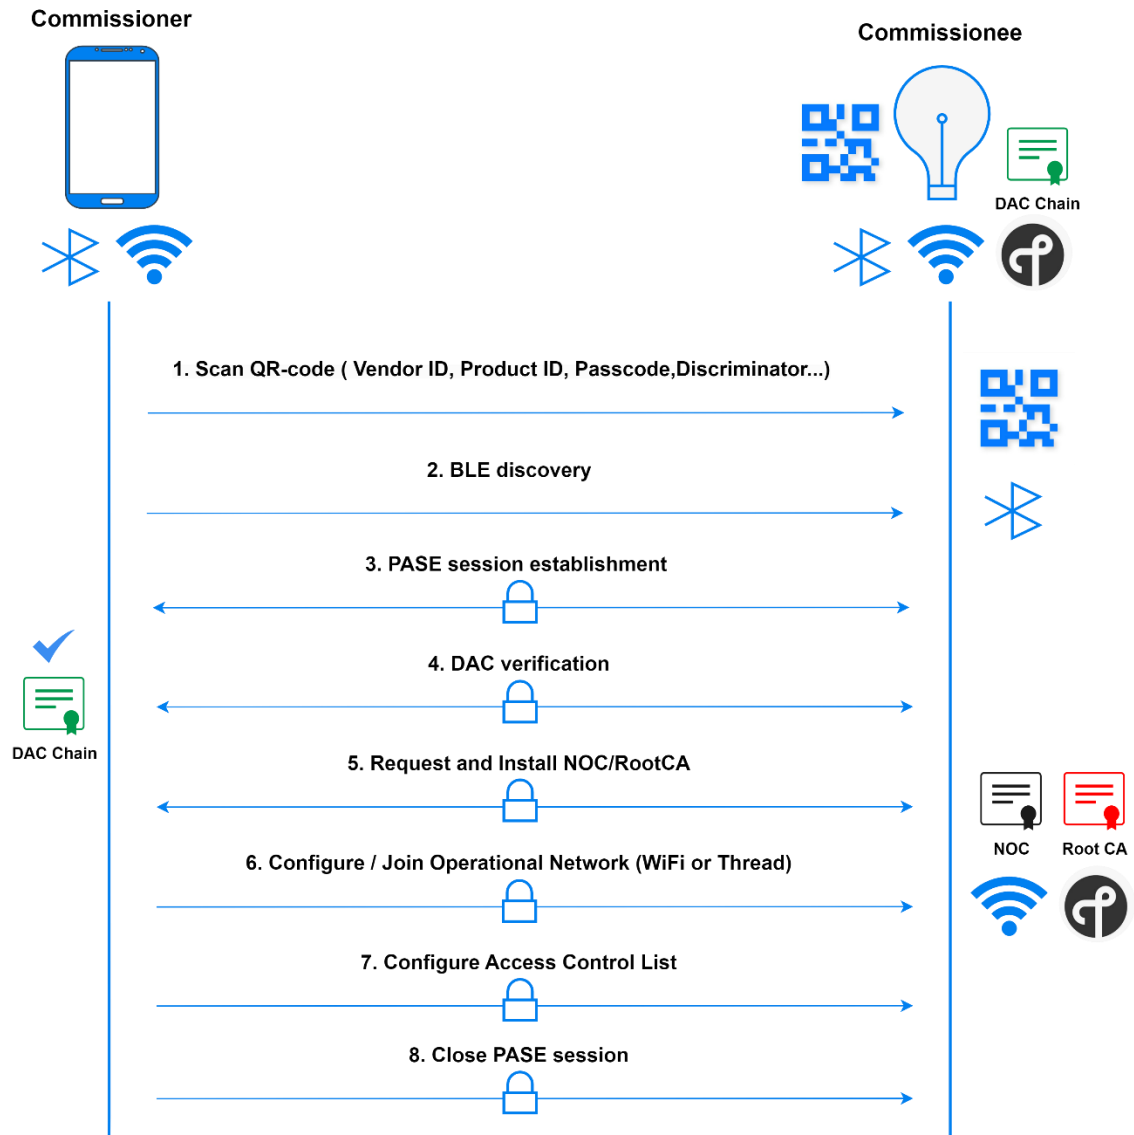 Commissioner
Commissionee
DAC Chain
1. Scan QR-code ( Vendor ID, Product ID, Passcode,Discriminator...)
2. BLE discovery
3. PASE session establishment
4. DAC verification
DAC Chain
5. Request and Install NOC/RootCA
NOC
Root CA
6. Configure / Join Operational Network (WiFi or Thread)
7. Configure Access Control List
8. Close PASE session